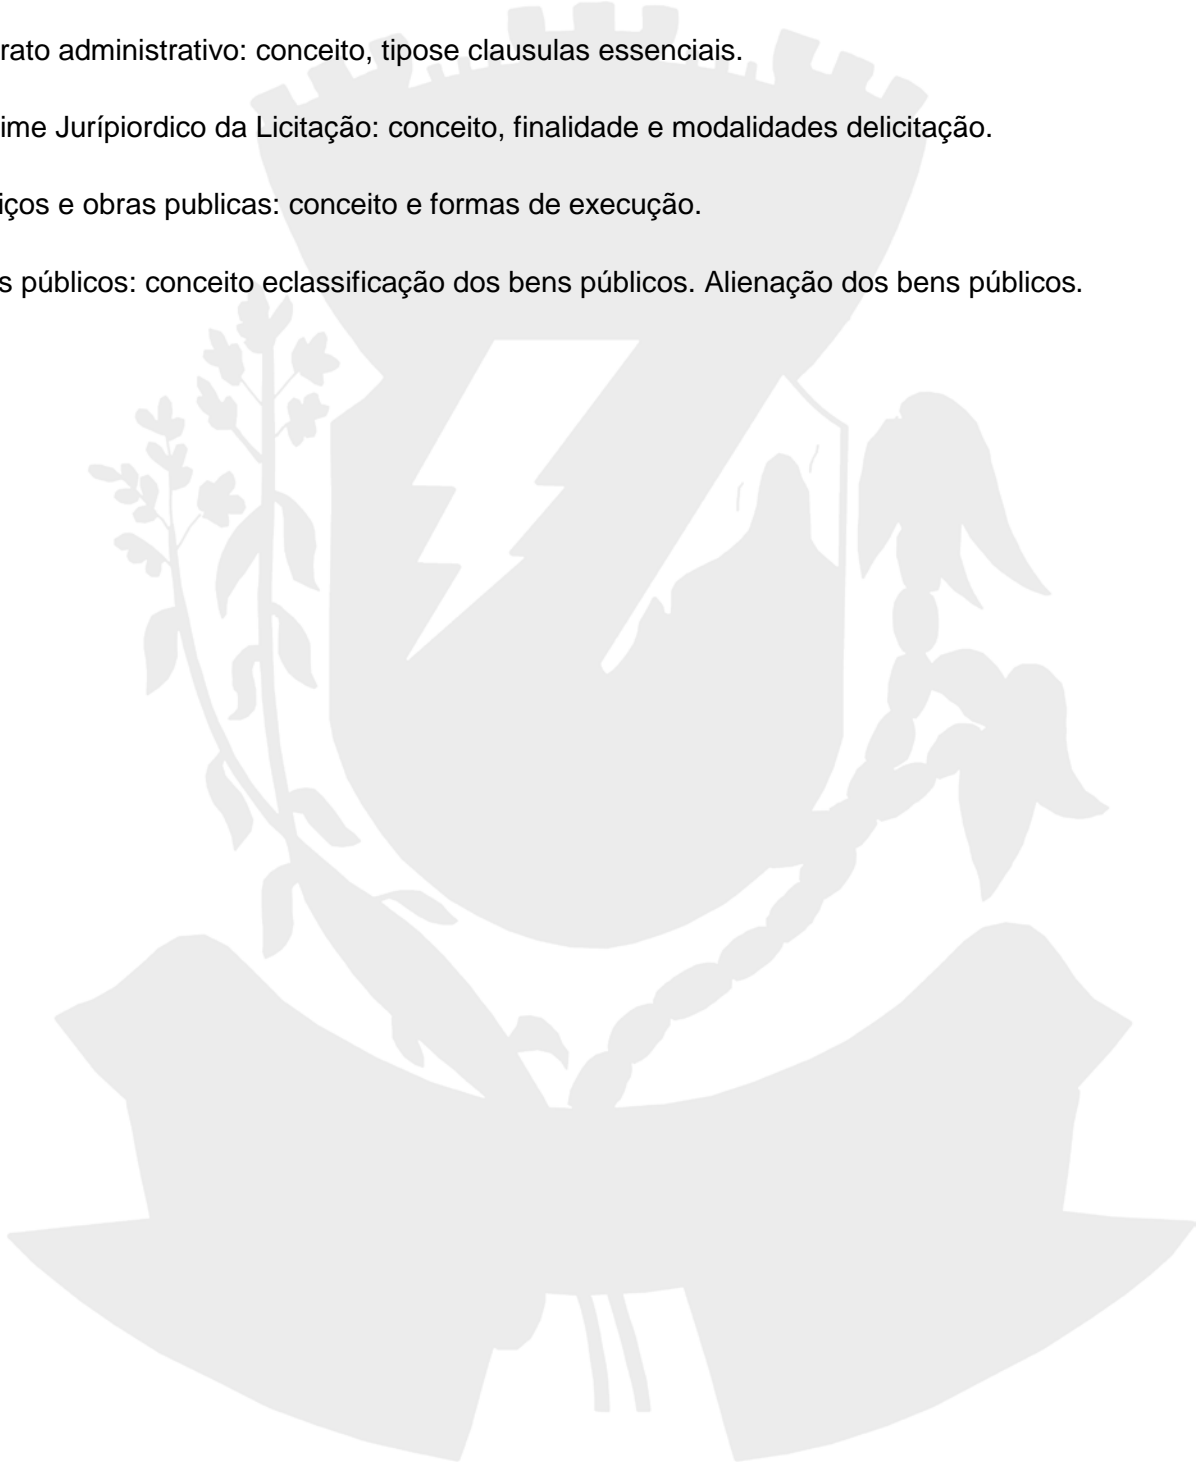 rato administrativo: conceito, tipose clausulas essenciais.
ime Jurípiordico da Licitação: conceito, finalidade e modalidades delicitação.
iços e obras publicas: conceito e formas de execução.
s públicos: conceito eclassificação dos bens públicos. Alienação dos bens públicos.